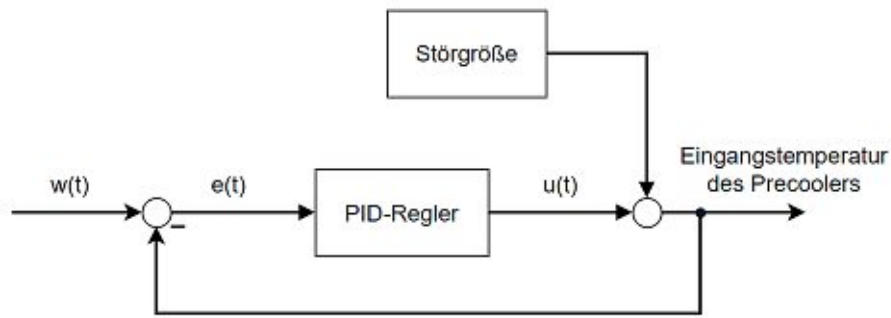 Störgröße
Eingangstemperatur
des Precoolers
w(t)
e(t)
PID-Regler
u(t)
–